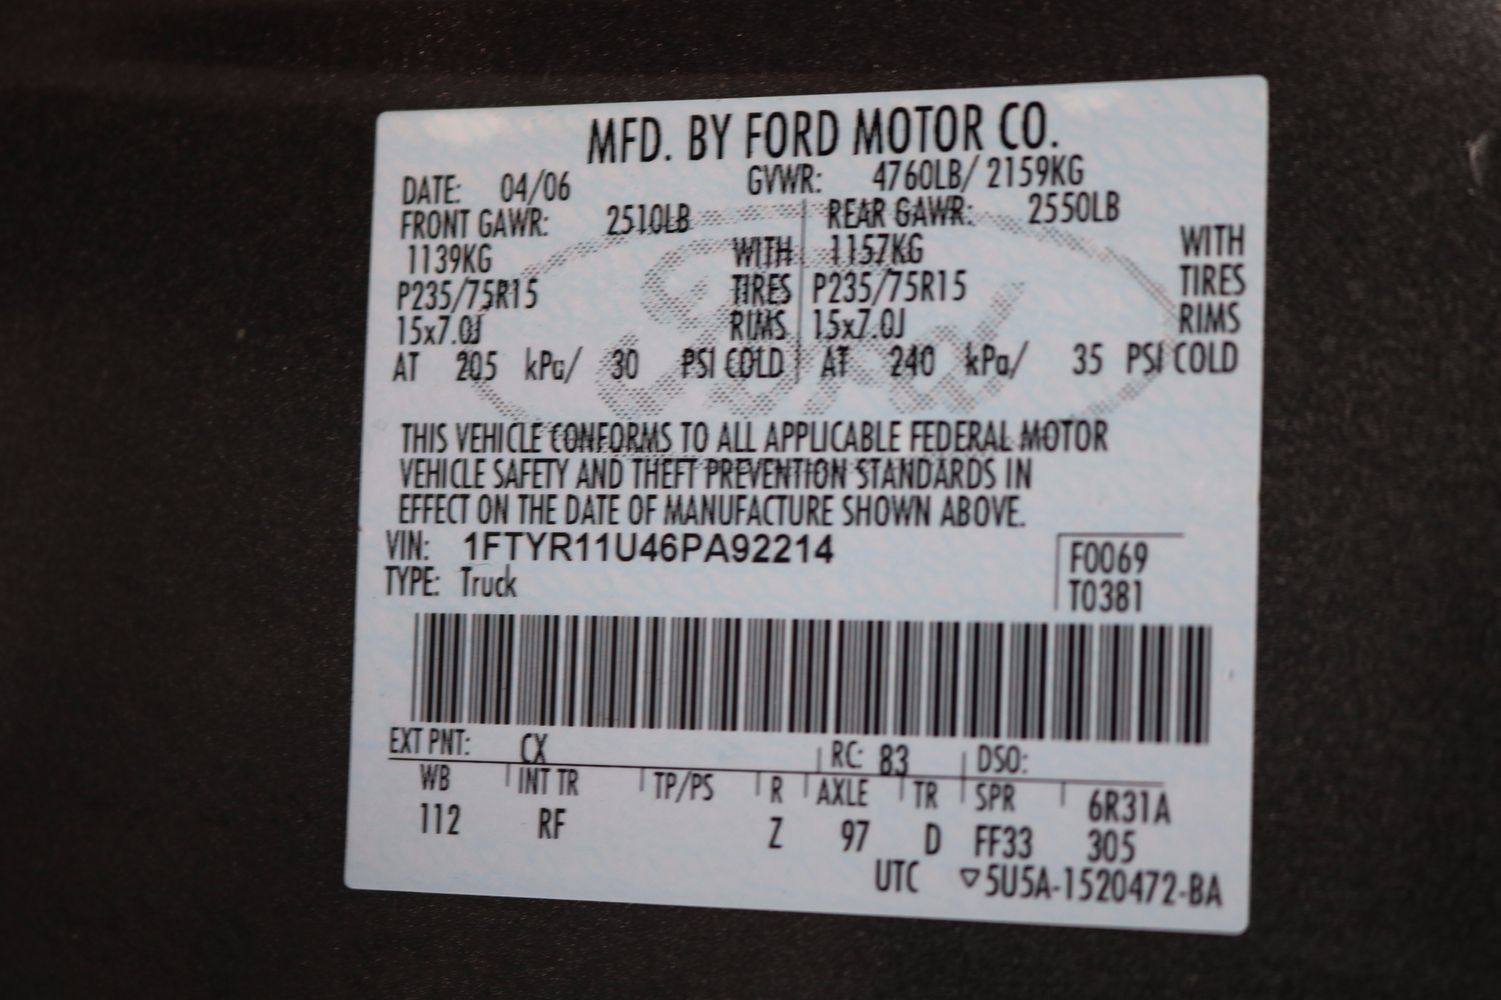 MFD. BY FORD MOTOR CO.
DATE: 04/06 GVWR: 4760LB/ 2159KG
FRONT GAWR: 2510LB REAR GAWR: 2550LB
1139KG WITH 1157KG WITH
P235/75R15 TIRES P235/75R15 TIRES
15x7.0J RIMS 15x7.0J RIMS
AT 205 kPa/ 30 PSI COLD AT 240 kPa/ 35 PSI COLD
THIS VEHICLE CONFORMS TO ALL APPLICABLE FEDERAL MOTOR
VEHICLE SAFETY AND THEFT PREVENTION STANDARDS IN
EFFECT ON THE DATE OF MANUFACTURE SHOWN ABOVE.
VIN: 1FTYR11U46PA92214 F0069
TYPE: Truck T0381
EXT PNT: CX RC: 83 DSO:
WB INT TR TP/PS R AXLE TR SPR 6R31A
112 RF Z 97 D FF33 305
UTC ▽5U5A-1520472-BA
Ford